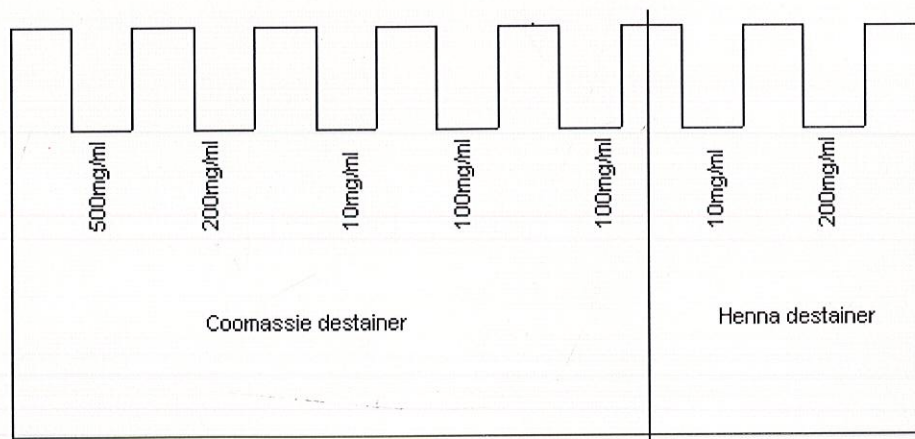 500mg/ml
200mg/ml
10mg/ml
100mg/ml
100mg/ml
10mg/ml
200mg/ml
Coomassie destainer
Henna destainer